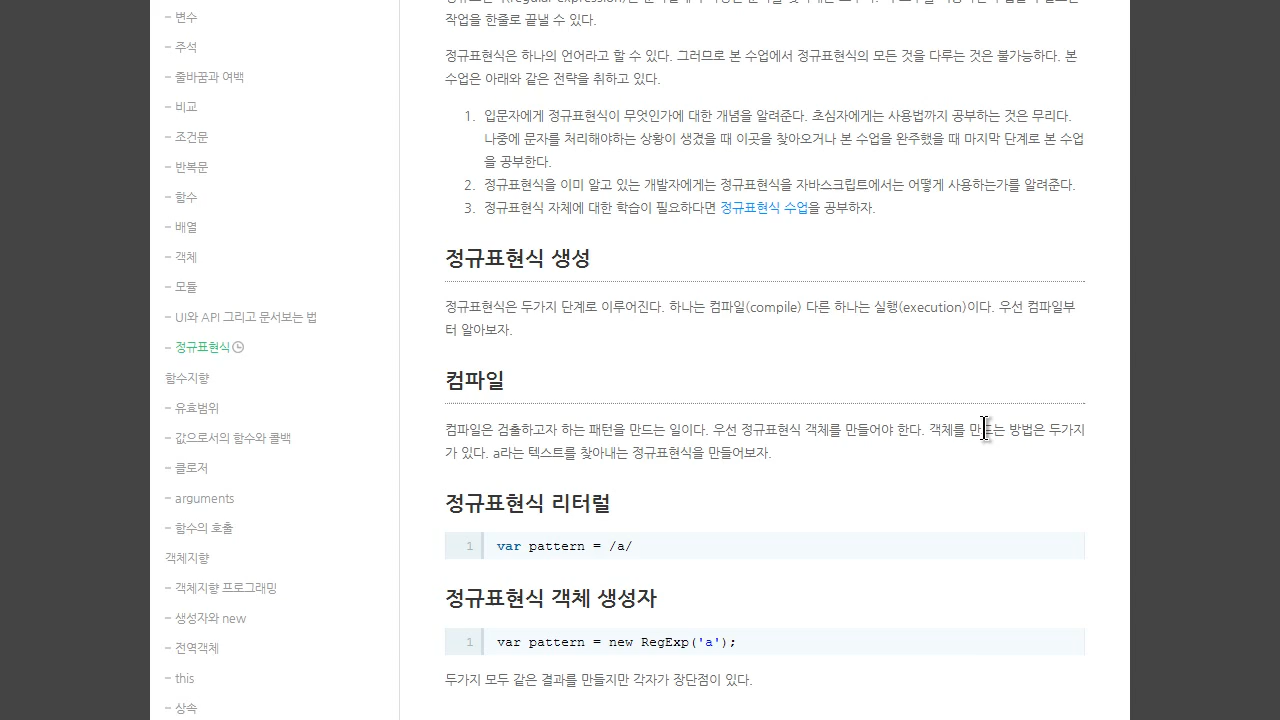 - 변수
- 주석
- 줄바꿈과 여백
- 비교
- 조건문
- 반복문
- 함수
- 배열
- 객체
- 모듈
- UI와 API 그리고 문서보는 법
- 정규표현식
함수지향
- 유효범위
- 값으로서의 함수와 콜백
- 클로저
- arguments
- 함수의 호출
객체지향
- 객체지향 프로그래밍
- 생성자와 new
- 전역객체
- this
- 상속
작업을 한줄로 끝낼 수 있다.
정규표현식은 하나의 언어라고 할 수 있다. 그러므로 본 수업에서 정규표현식의 모든 것을 다루는 것은 불가능하다. 본
수업은 아래와 같은 전략을 취하고 있다.
1. 입문자에게 정규표현식이 무엇인가에 대한 개념을 알려준다. 초심자에게는 사용법까지 공부하는 것은 무리다.
나중에 문자를 처리해야하는 상황이 생겼을 때 이곳을 찾아오거나 본 수업을 완주했을 때 마지막 단계로 본 수업
을 공부한다.
2. 정규표현식을 이미 알고 있는 개발자에게는 정규표현식을 자바스크립트에서는 어떻게 사용하는가를 알려준다.
3. 정규표현식 자체에 대한 학습이 필요하다면 정규표현식 수업을 공부하자.
정규표현식 생성
정규표현식은 두가지 단계로 이루어진다. 하나는 컴파일(compile) 다른 하나는 실행(execution)이다. 우선 컴파일부
터 알아보자.
컴파일
컴파일은 검출하고자 하는 패턴을 만드는 일이다. 우선 정규표현식 객체를 만들어야 한다. 객체를 만드는 방법은 두가지
가 있다. a라는 텍스트를 찾아내는 정규표현식을 만들어보자.
정규표현식 리터럴
1 var pattern = /a/
정규표현식 객체 생성자
1 var pattern = new RegExp('a');
두가지 모두 같은 결과를 만들지만 각자가 장단점이 있다.